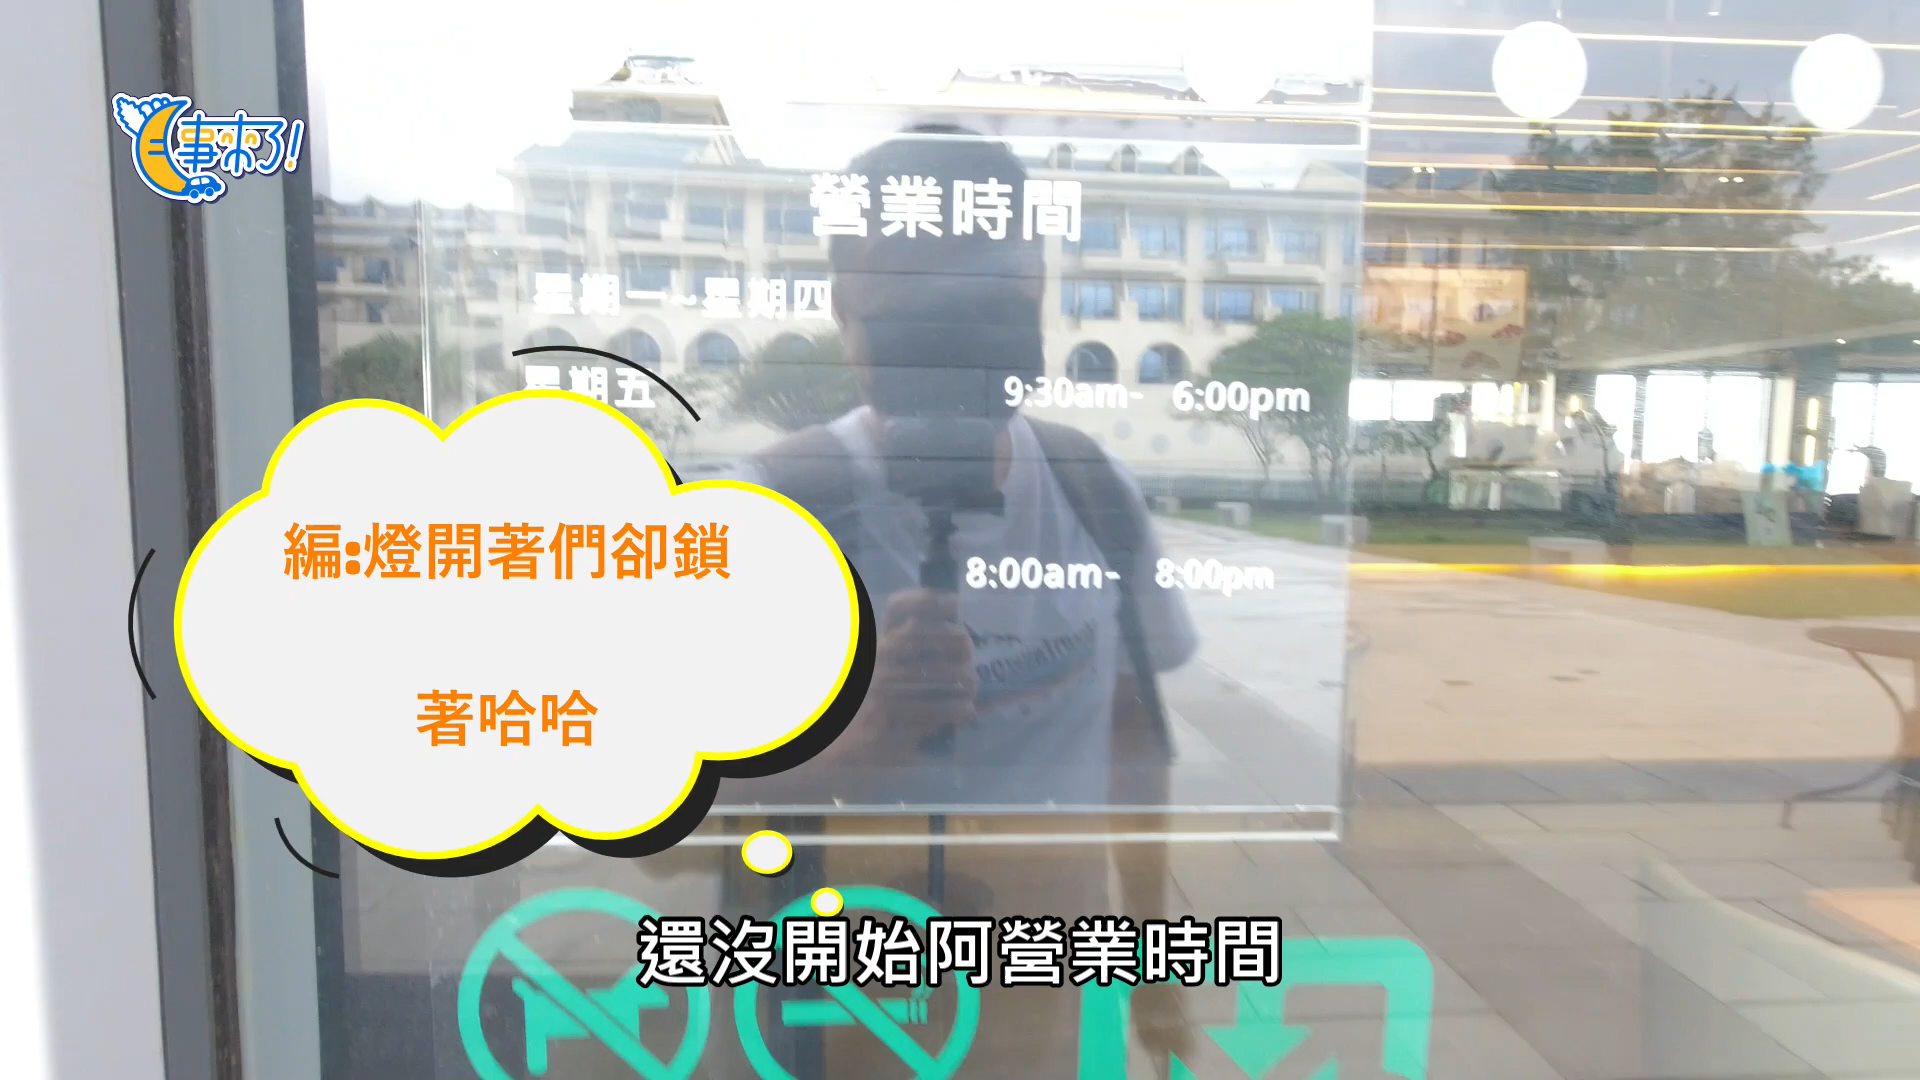 事來了!
營業時間
星期一~星期四
星期五
9:30am- 6:00pm
8:00am- 8:00pm
編:燈開著們卻鎖
著哈哈
還沒開始阿營業時間